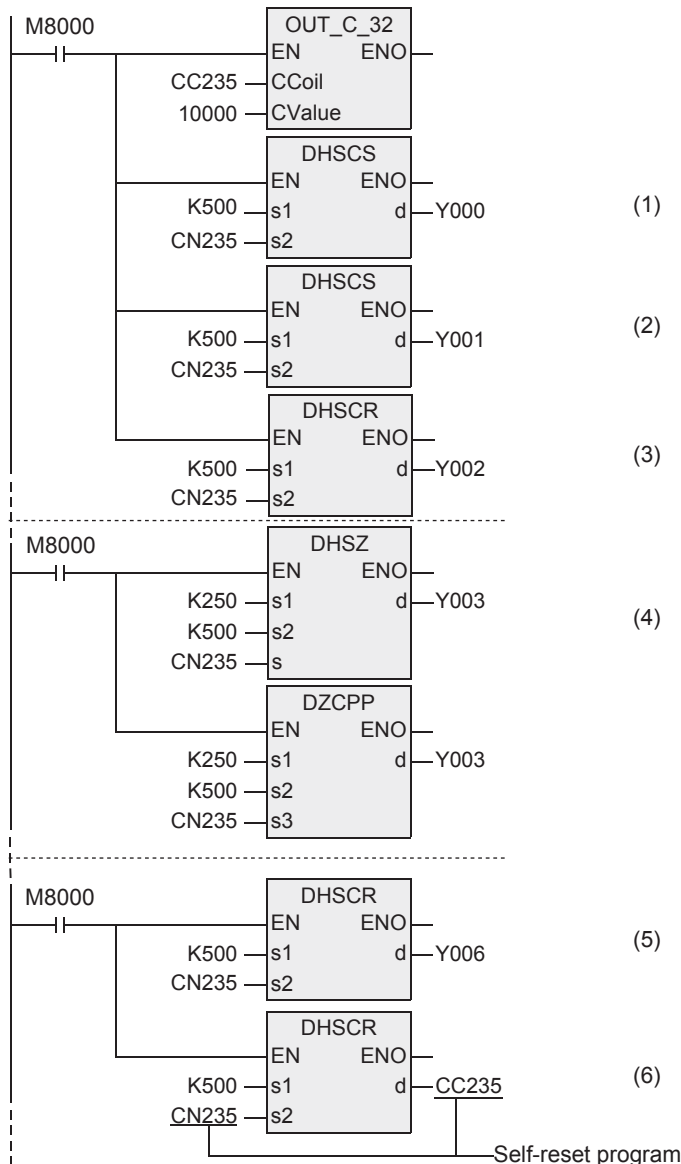 M8000
OUT_C_32
EN ENO
CC235 CCoil
10000 CValue
DHSCS
EN ENO
K500 s1 d Y000 (1)
CN235 s2
DHSCS
EN ENO
K500 s1 d Y001 (2)
CN235 s2
DHSCR
EN ENO
K500 s1 d Y002 (3)
CN235 s2
M8000
DHSZ
EN ENO
K250 s1 d Y003 (4)
K500 s2
CN235 s
DZCPP
EN ENO
K250 s1 d Y003
K500 s2
CN235 s3
M8000
DHSCR
EN ENO
K500 s1 d Y006 (5)
CN235 s2
DHSCR
EN ENO
K500 s1 d CC235 (6)
CN235 s2
Self-reset program